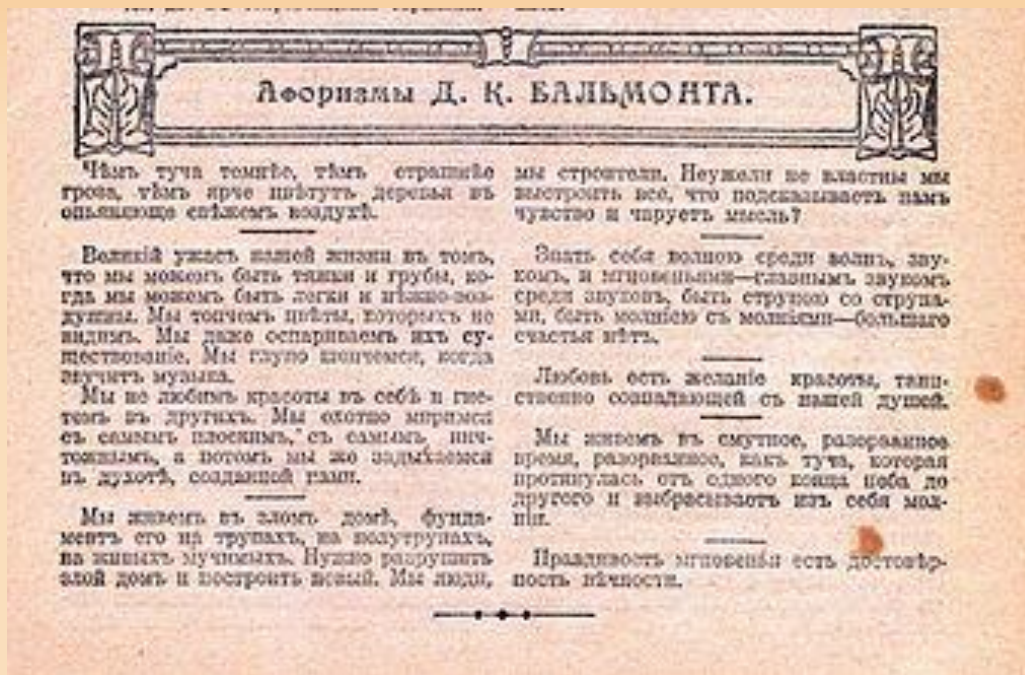 Афоризмы Д. К. БАЛЬМОНТА.
Чѣмъ туча темнѣе, тѣмъ страшнѣе
гроза, тѣмъ ярче цвѣтутъ деревья въ
опьяняюще свѣжемъ воздухѣ.
Великій ужасъ нашей жизни въ томъ,
что мы можемъ быть тяжки и грубы, ко-
гда мы можемъ быть легки и нѣжно-воз-
душны. Мы топчемъ цвѣты, которыхъ не
видимъ. Мы даже оспариваемъ ихъ су-
ществованіе. Мы глупо шепчемся, когда
звучитъ музыка.
Мы не любимъ красоты въ себѣ и гне-
темъ въ другихъ. Мы охотно миримся
съ самымъ плоскимъ, съ самымъ нич-
тожнымъ, а потомъ мы же задыхаемся
въ духотѣ, созданной нами.
Мы живемъ въ зломъ домѣ, фунда-
ментъ его на трупахъ, на полутрупахъ,
на живыхъ мучимыхъ. Нужно разрушить
злой домъ и построить новый. Мы люди,
мы строители. Неужели не властны мы
выстроить все, что подсказываетъ намъ
чувство и чаруетъ мысль?
Знать себя волною среди волнъ, зву-
комъ, и мгновеньями—главнымъ звукомъ
среди звуковъ, быть струною со струна-
ми, быть молніею съ молніями—большаго
счастья нѣтъ.
Любовь есть желаніе красоты, таин-
ственно совпадающей съ нашей душой.
Мы живемъ въ смутное, разорванное
время, разорванное, какъ туча, которая
протянулась отъ одного конца неба до
другого и выбрасываетъ изъ себя мол-
ніи.
Правдивость мгновенья есть достовѣр-
ность вѣчности.